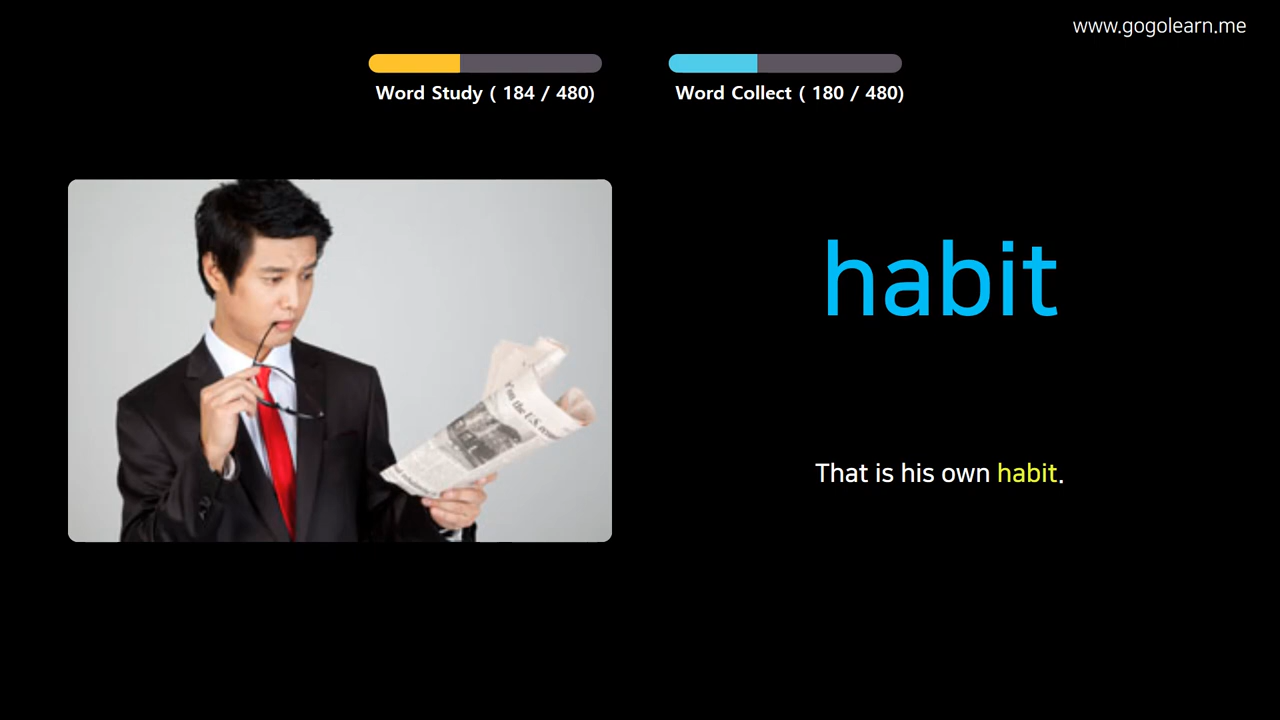 www.gogolearn.me
Word Study ( 184 / 480)
Word Collect ( 180 / 480)
habit
That is his own habit.